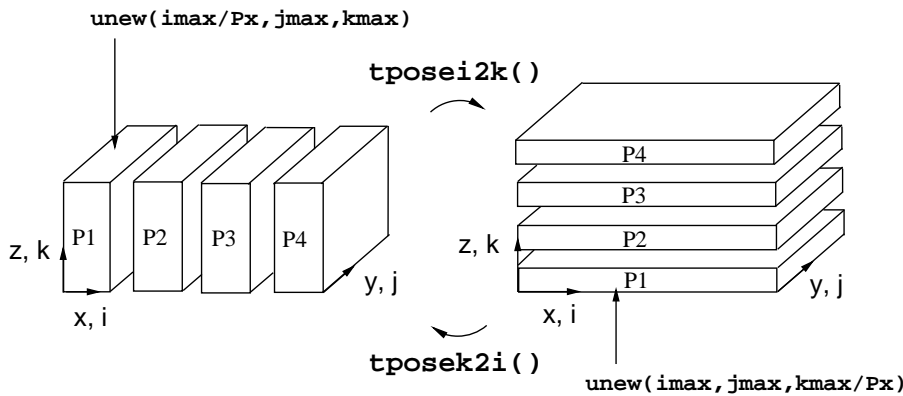 unew(imax/Px,jmax,kmax)
tposei2k()
P1
P2
P3
P4
z, k
x, i
y, j
P4
P3
P2
P1
z, k
x, i
y, j
tposek2i()
unew(imax,jmax,kmax/Px)